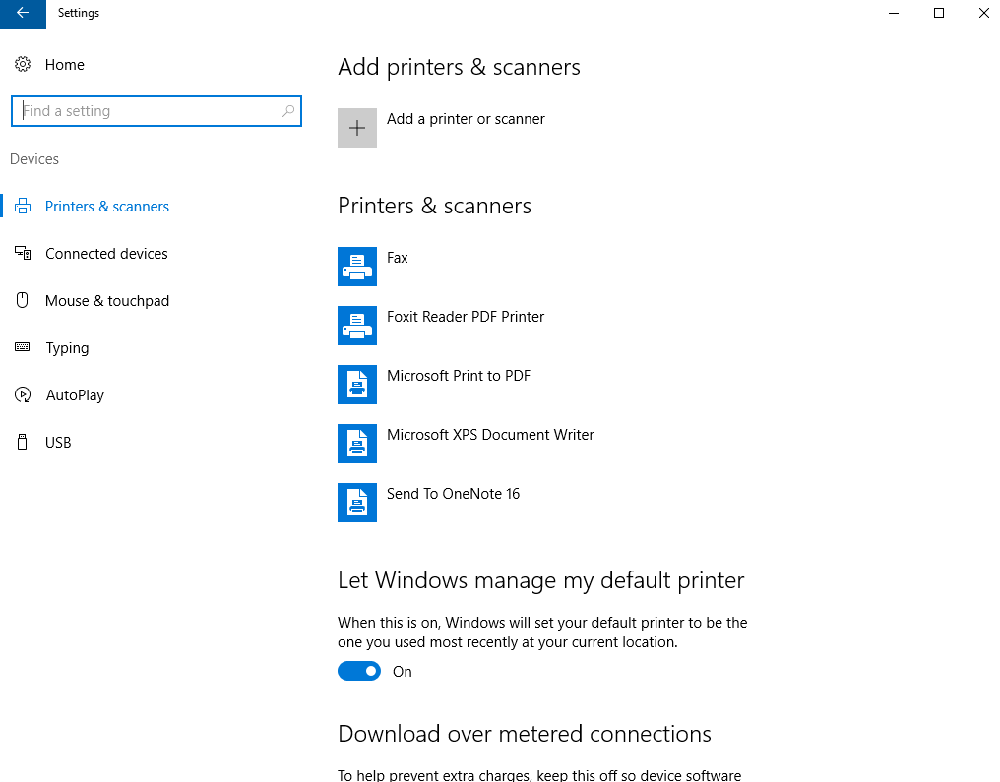 Settings
Home
Find a setting
Devices
Printers & scanners
Connected devices
Mouse & touchpad
Typing
AutoPlay
USB
Add printers & scanners
Add a printer or scanner
Printers & scanners
Fax
Foxit Reader PDF Printer
Microsoft Print to PDF
Microsoft XPS Document Writer
Send To OneNote 16
Let Windows manage my default printer
When this is on, Windows will set your default printer to be the
one you used most recently at your current location.
On
Download over metered connections
To help prevent extra charges, keep this off so device software